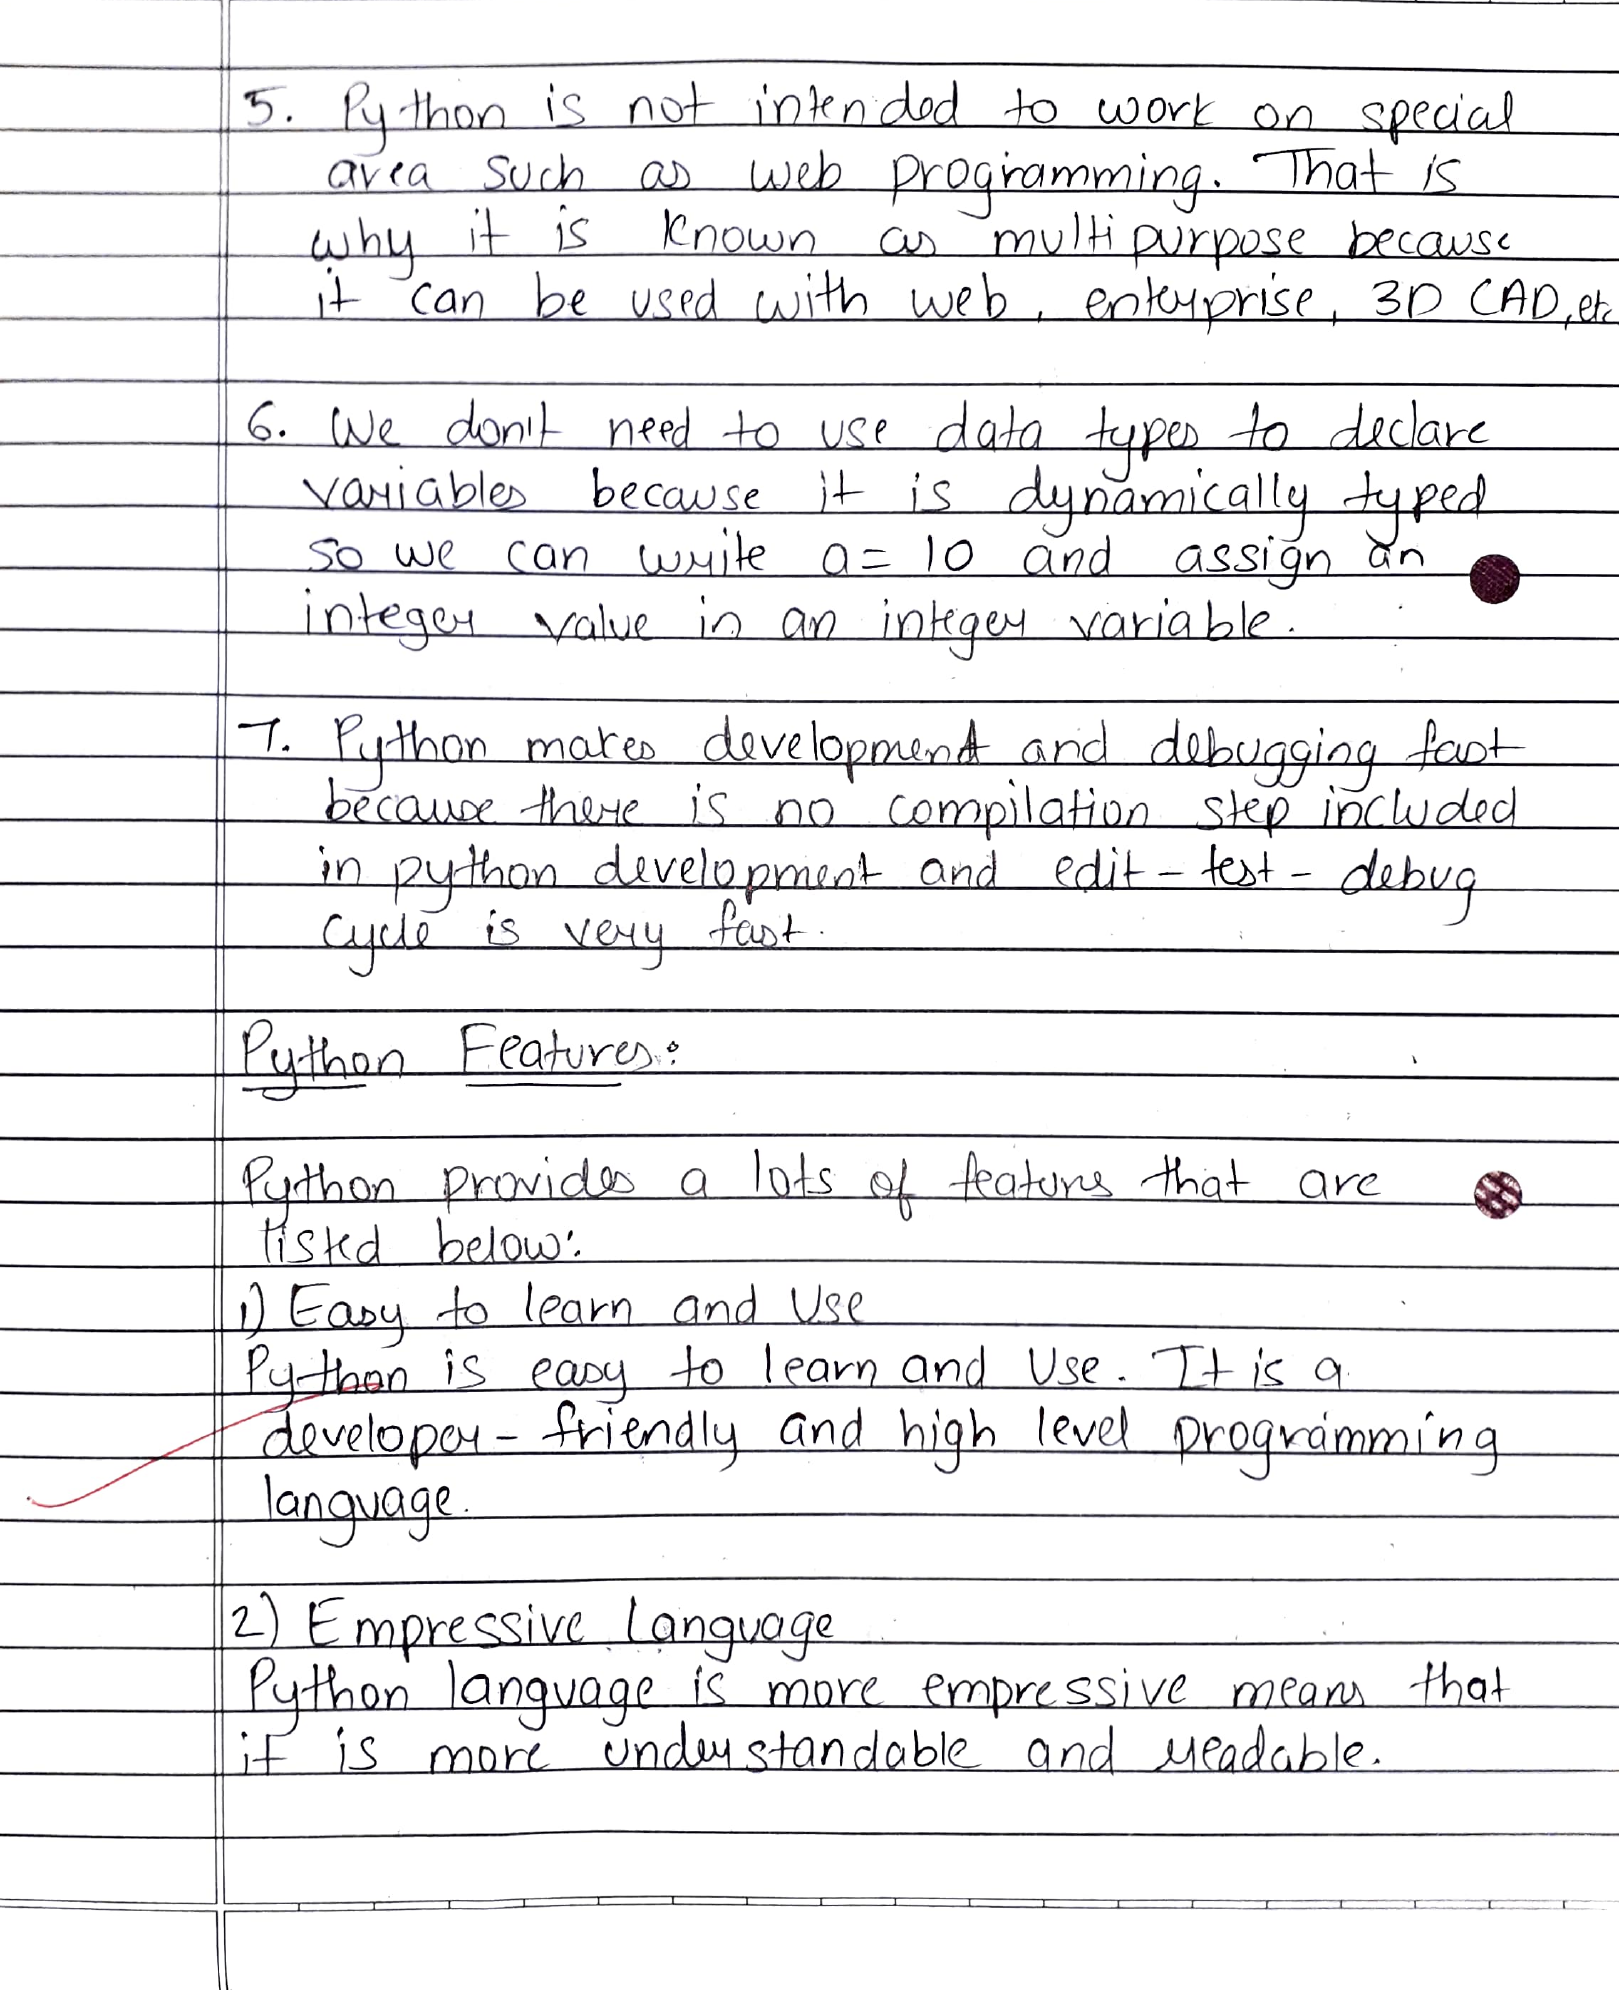 5. Python is not intended to work on special
area such as web programming. That is
why it is known as multi purpose because
it can be used with web, enterprise, 3D CAD, etc
6. We don't need to use data types to declare
variables because it is dynamically typed
so we can write a = 10 and assign an
integer value in an integer variable.
7. Python makes development and debugging fast
because there is no compilation step included
in python development and edit - test - debug
cycle is very fast.
Python Features:
Python provides a lots of features that are
listed below:
1) Easy to learn and Use
Python is easy to learn and Use. It is a
developer - friendly and high level programming
language.
2) Empressive Language
Python language is more empressive means that
it is more understandable and readable.